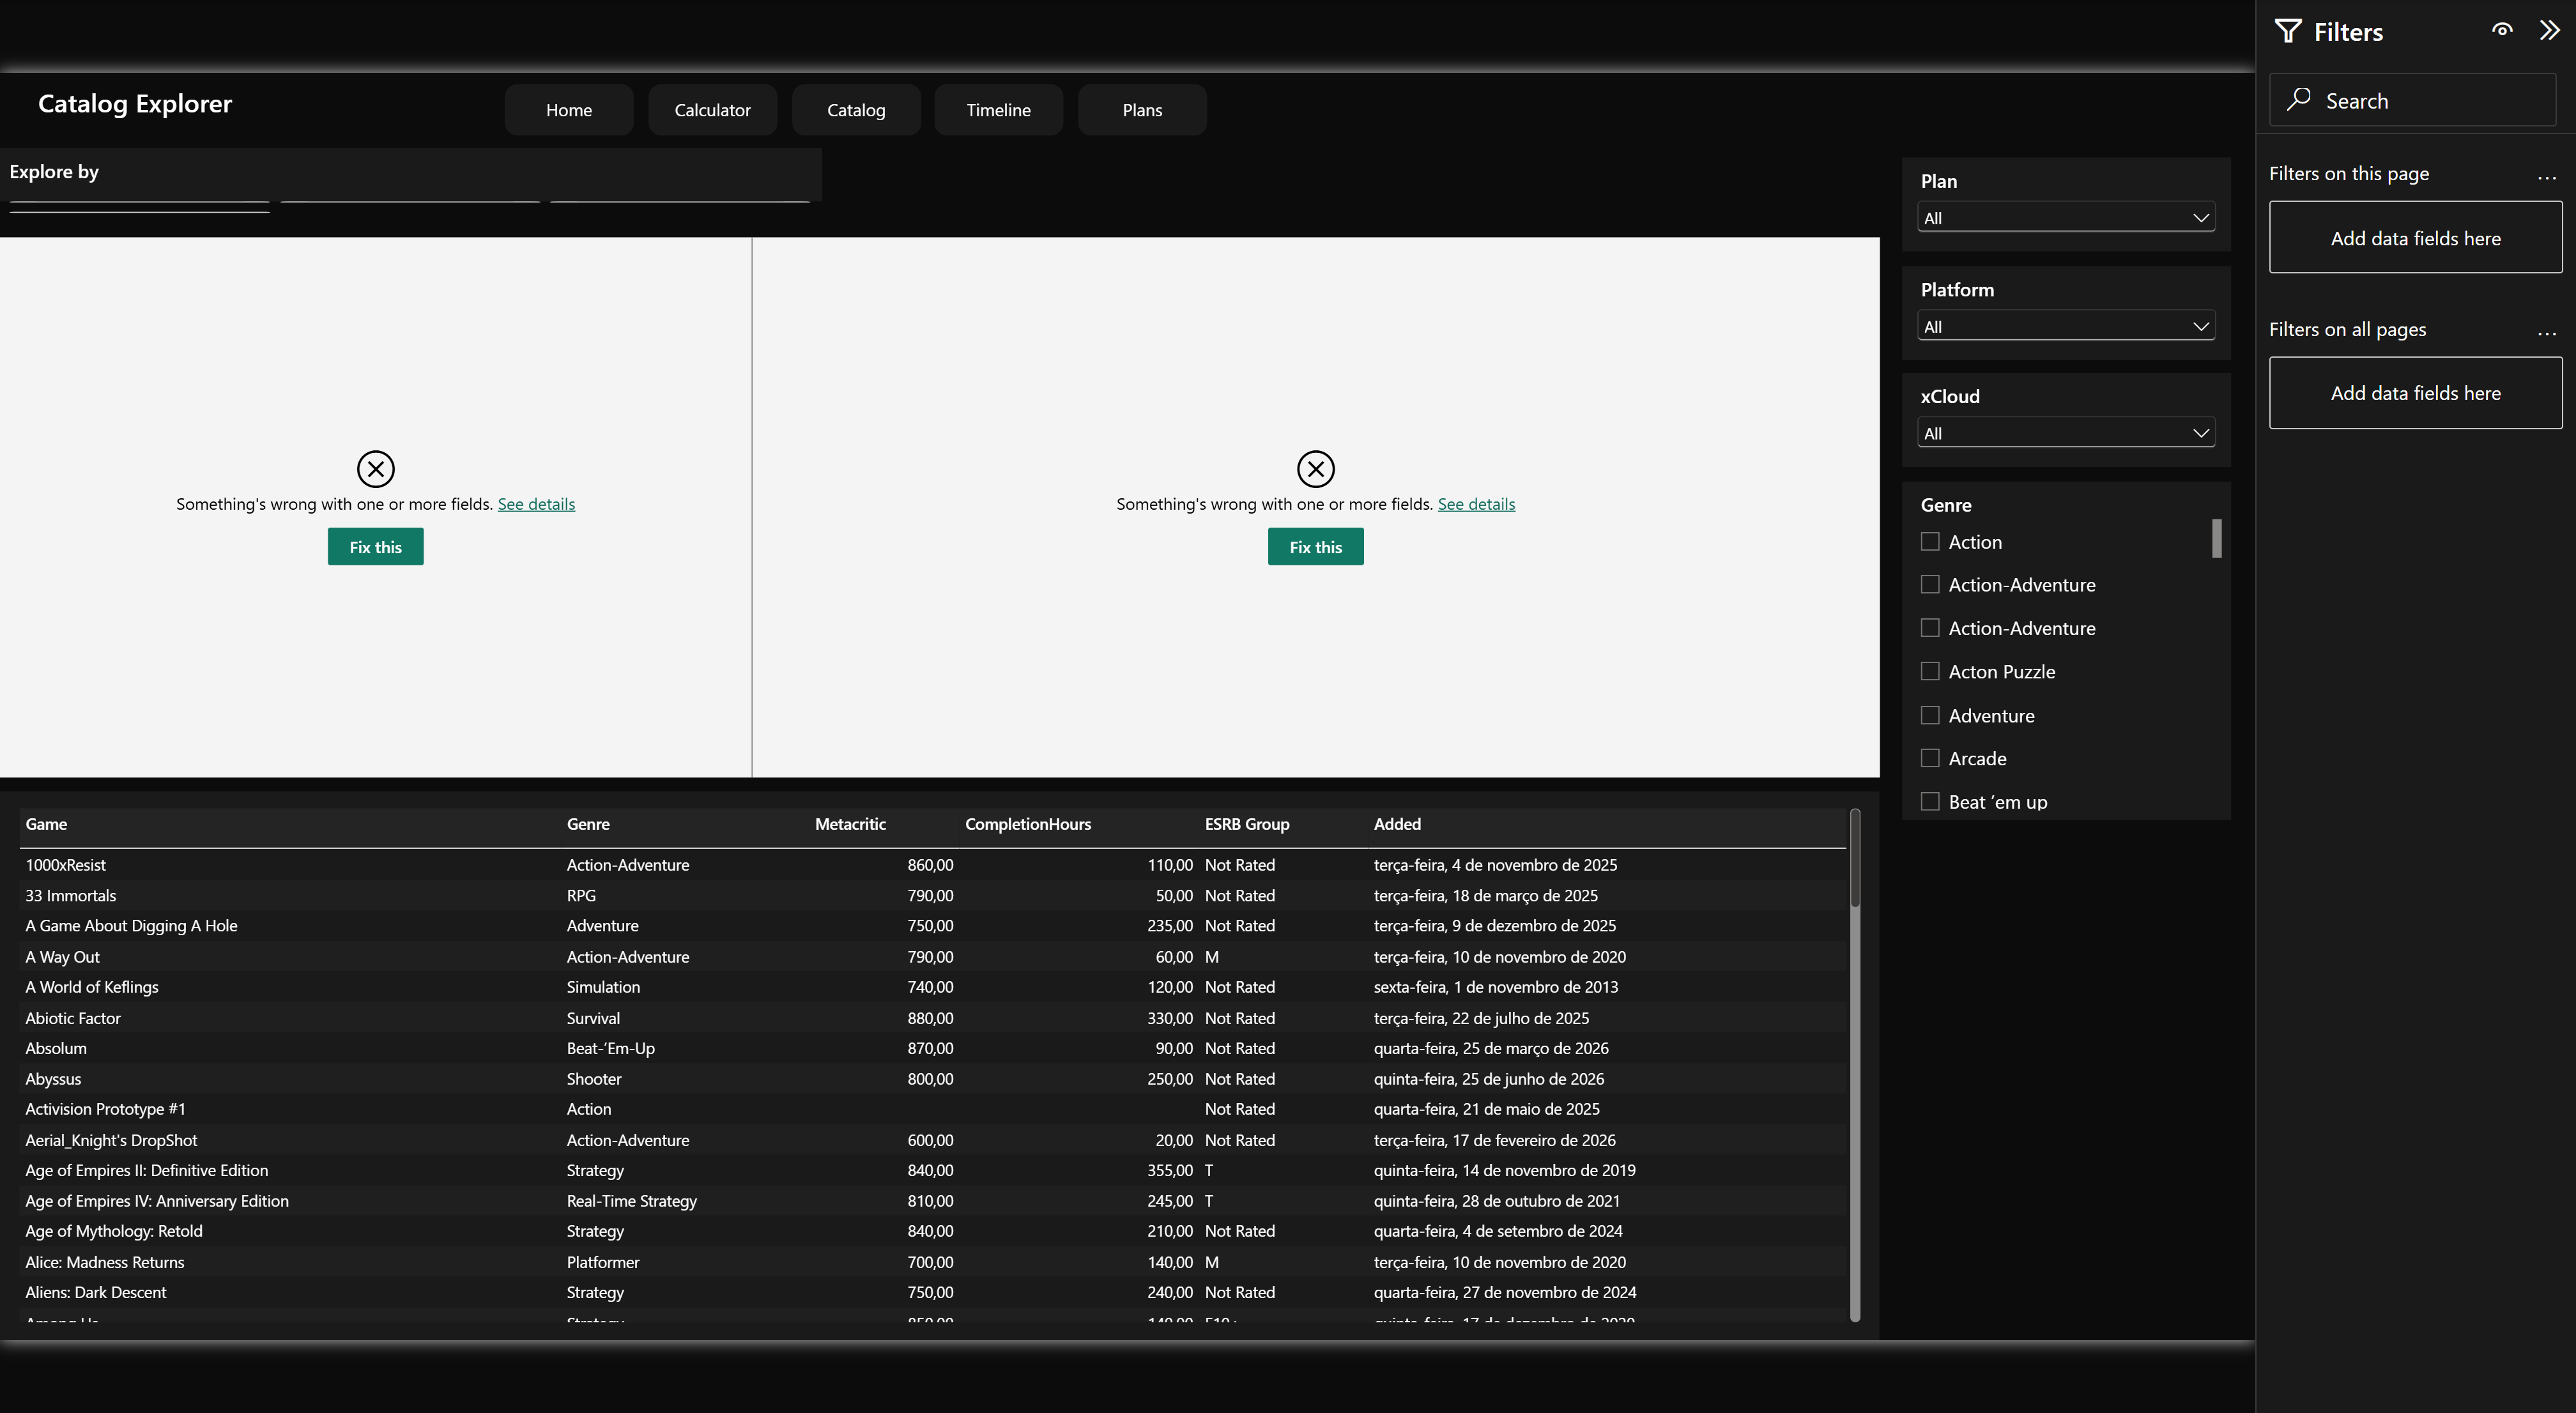 Catalog Explorer
Home
Calculator
Catalog
Timeline
Plans
Explore by
Something's wrong with one or more fields. See details
Fix this
Something's wrong with one or more fields. See details
Fix this
Plan
All
Platform
All
xCloud
All
Genre
Action
Action-Adventure
Action-Adventure
Acton Puzzle
Adventure
Arcade
Beat ‘em up
Game Genre Metacritic CompletionHours ESRB Group Added
1000xResist Action-Adventure 860,00 110,00 Not Rated terça-feira, 4 de novembro de 2025
33 Immortals RPG 790,00 50,00 Not Rated terça-feira, 18 de março de 2025
A Game About Digging A Hole Adventure 750,00 235,00 Not Rated terça-feira, 9 de dezembro de 2025
A Way Out Action-Adventure 790,00 60,00 M terça-feira, 10 de novembro de 2020
A World of Keflings Simulation 740,00 120,00 Not Rated sexta-feira, 1 de novembro de 2013
Abiotic Factor Survival 880,00 330,00 Not Rated terça-feira, 22 de julho de 2025
Absolum Beat-‘Em-Up 870,00 90,00 Not Rated quarta-feira, 25 de março de 2026
Abyssus Shooter 800,00 250,00 Not Rated quinta-feira, 25 de junho de 2026
Activision Prototype #1 Action Not Rated quarta-feira, 21 de maio de 2025
Aerial_Knight's DropShot Action-Adventure 600,00 20,00 Not Rated terça-feira, 17 de fevereiro de 2026
Age of Empires II: Definitive Edition Strategy 840,00 355,00 T quinta-feira, 14 de novembro de 2019
Age of Empires IV: Anniversary Edition Real-Time Strategy 810,00 245,00 T quinta-feira, 28 de outubro de 2021
Age of Mythology: Retold Strategy 840,00 210,00 Not Rated quarta-feira, 4 de setembro de 2024
Alice: Madness Returns Platformer 700,00 140,00 M terça-feira, 10 de novembro de 2020
Aliens: Dark Descent Strategy 750,00 240,00 Not Rated quarta-feira, 27 de novembro de 2024
Filters
Search
Filters on this page ...
Add data fields here
Filters on all pages ...
Add data fields here